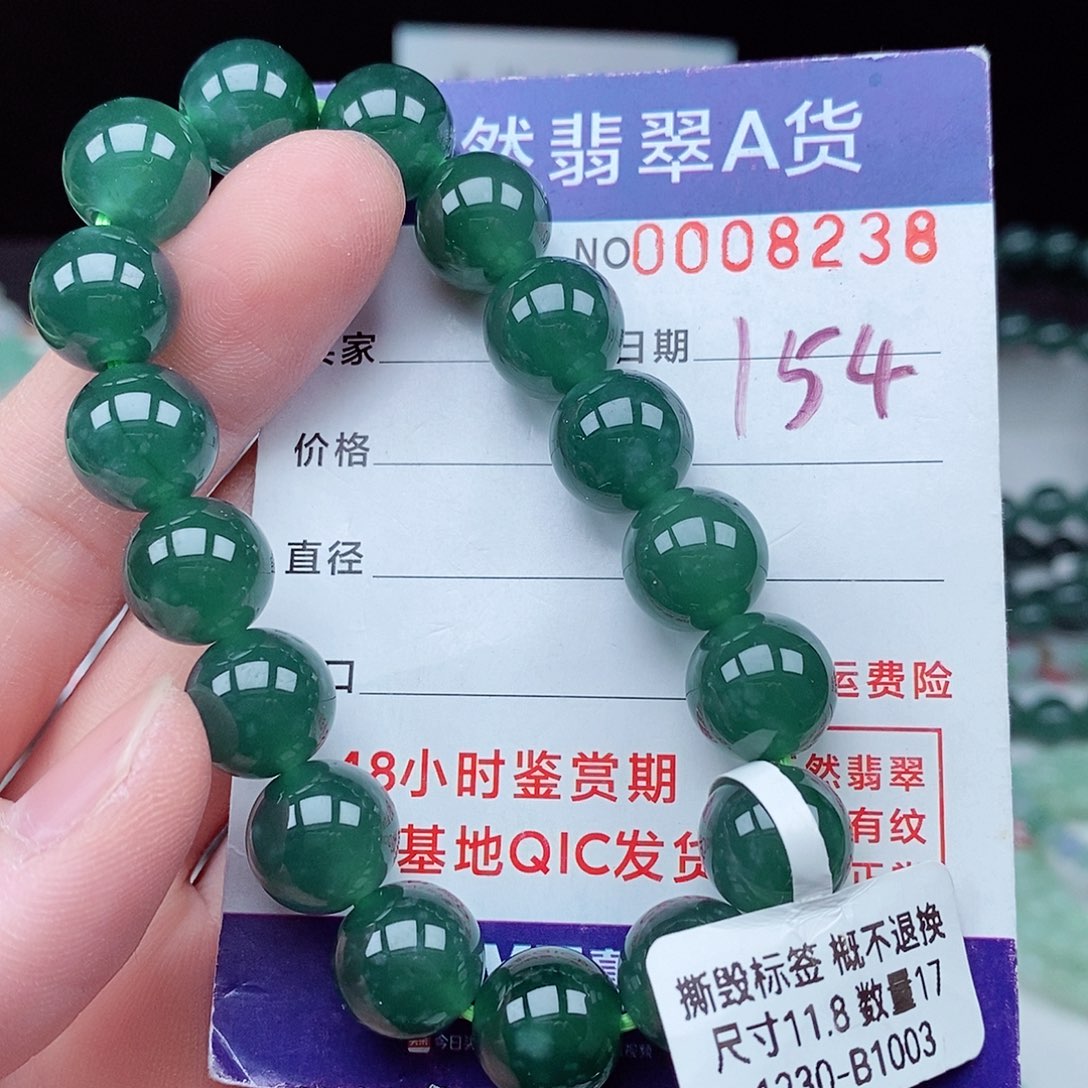 然翡翠A货
NO0008238
家
日期
154
价格
直径
口
运费险
48小时鉴赏期
基地QIC发货
然翡翠
有纹
撕毁标签 概不退换
尺寸11.8 数量17
1230-B1003